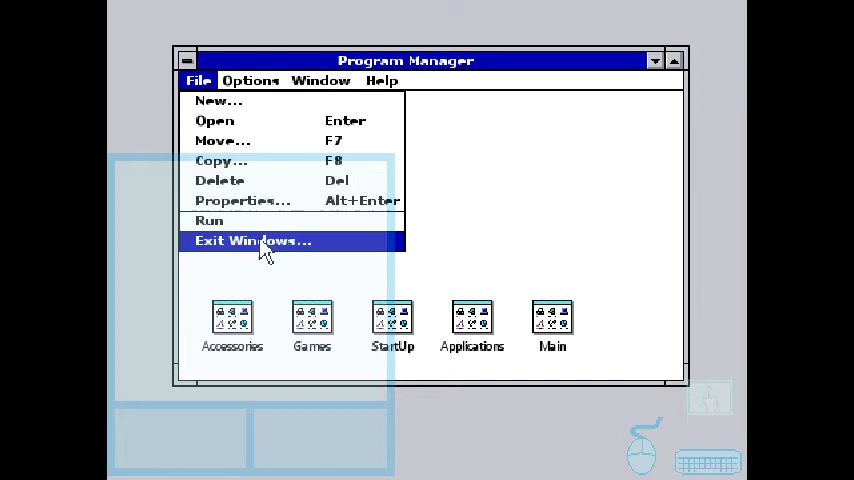 Program Manager
File Options Window Help
New...
Open Enter
Move... F7
Copy... F8
Delete Del
Properties... Alt+Enter
Run
Exit Windows...
Accessories Games StartUp Applications Main